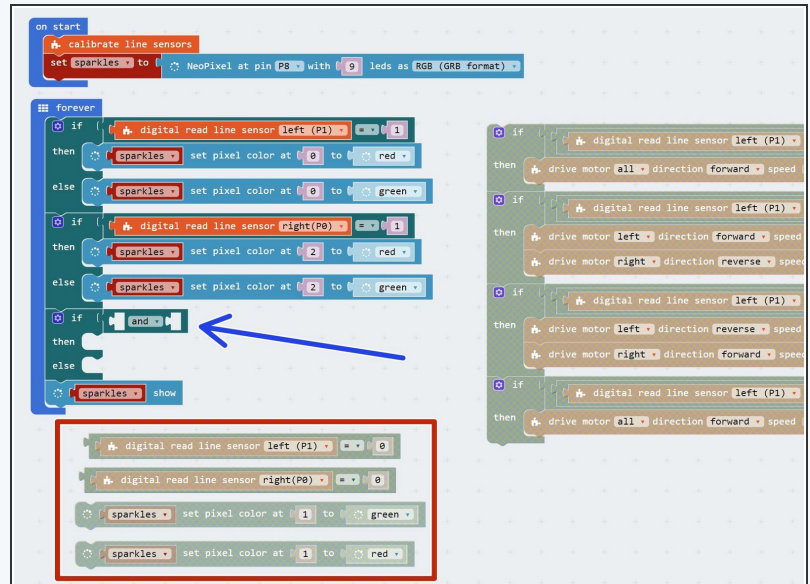 on start
calibrate line sensors
set sparkles to NeoPixel at pin P8 with 9 leds as RGB (GRB format)
forever
if digital read line sensor left (P1) = 1
then sparkles set pixel color at 0 to red
else sparkles set pixel color at 0 to green
if digital read line sensor right(P0) = 1
then sparkles set pixel color at 2 to red
else sparkles set pixel color at 2 to green
if and
then
else
sparkles show
digital read line sensor left (P1) = 0
digital read line sensor right(P0) = 0
sparkles set pixel color at 1 to green
sparkles set pixel color at 1 to red
if digital read line sensor left (P1)
then drive motor all direction forward speed
if digital read line sensor left (P1)
then drive motor left direction forward speed
drive motor right direction reverse speed
if digital read line sensor left (P1)
then drive motor left direction reverse speed
drive motor right direction forward speed
if digital read line sensor left (P1)
then drive motor all direction forward speed